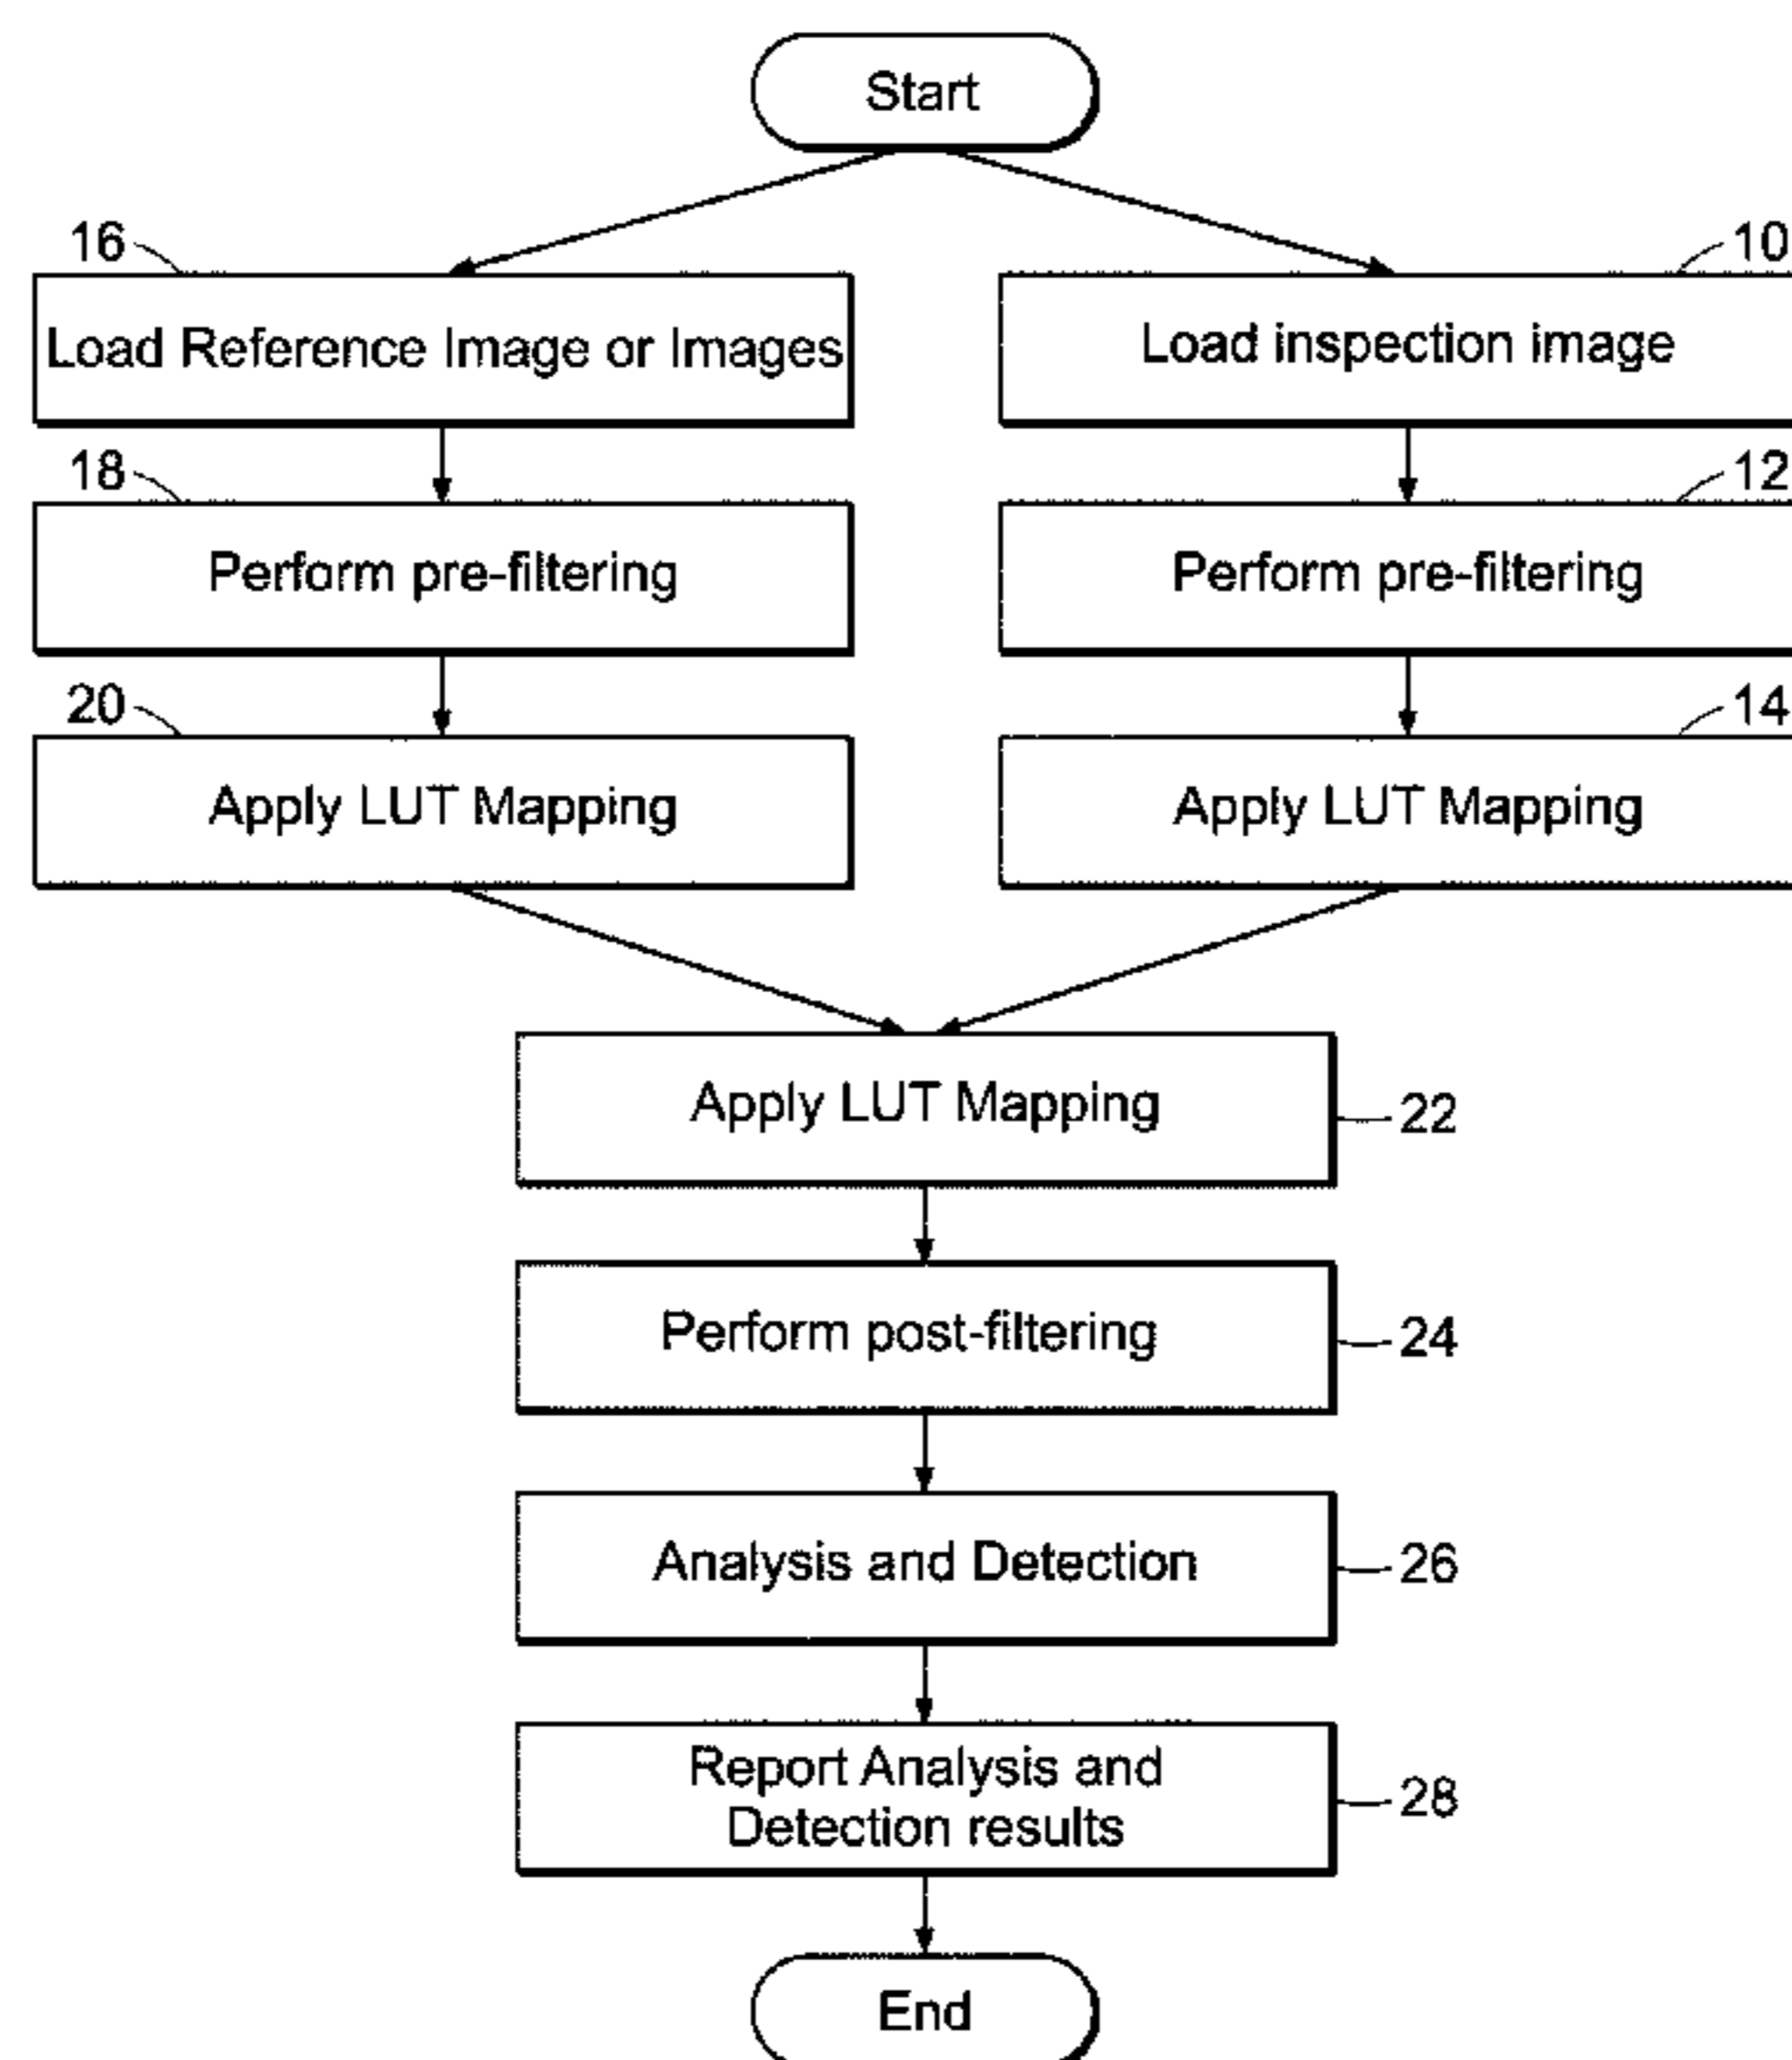 Start
16
10
Load Reference Image or Images
Load inspection image
18
12
Perform pre-filtering
Perform pre-filtering
20
14
Apply LUT Mapping
Apply LUT Mapping
Apply LUT Mapping
22
Perform post-filtering
24
Analysis and Detection
26
Report Analysis and
Detection results
28
End